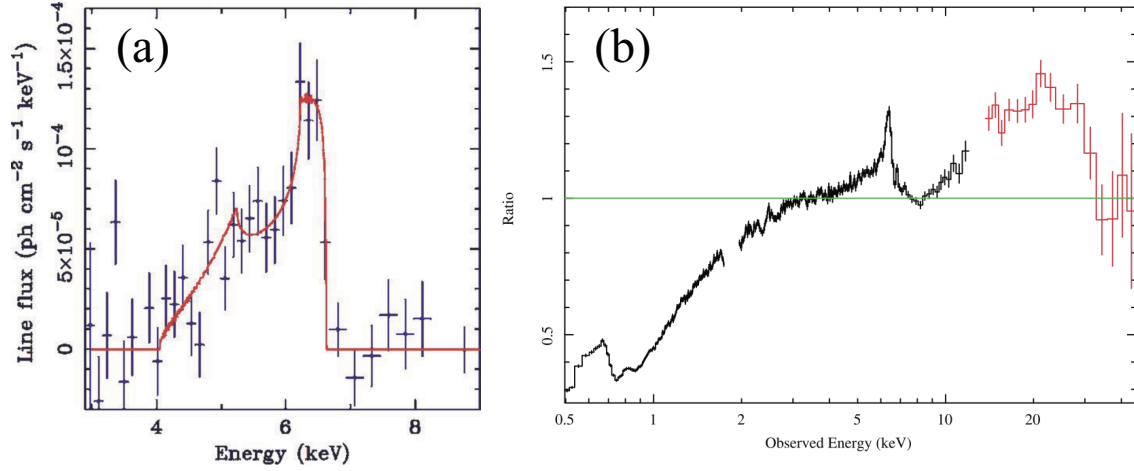 (a)
Line flux (ph cm⁻² s⁻¹ keV⁻¹)
0 5×10⁻⁵ 10⁻⁴ 1.5×10⁻⁴
4 6 8
Energy (keV)
(b)
Ratio
1.5
1
0.5
0.5 1 2 5 10 20
Observed Energy (keV)